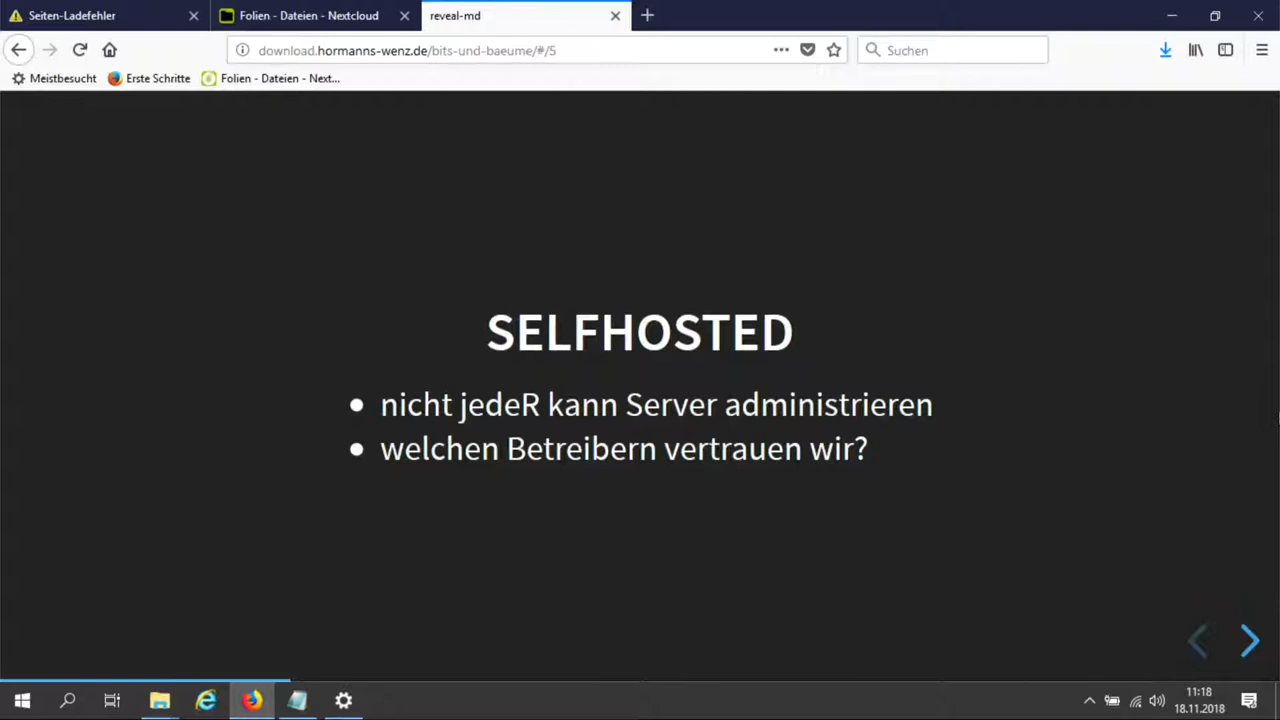 Seiten-Ladefehler
Folien - Dateien - Nextcloud
reveal-md
download.hormanns-wenz.de/bits-und-baeume/#/5
Suchen
Meistbesucht
Erste Schritte
Folien - Dateien - Next...
SELFHOSTED
• nicht jedeR kann Server administrieren
• welchen Betreibern vertrauen wir?
11:18
18.11.2018